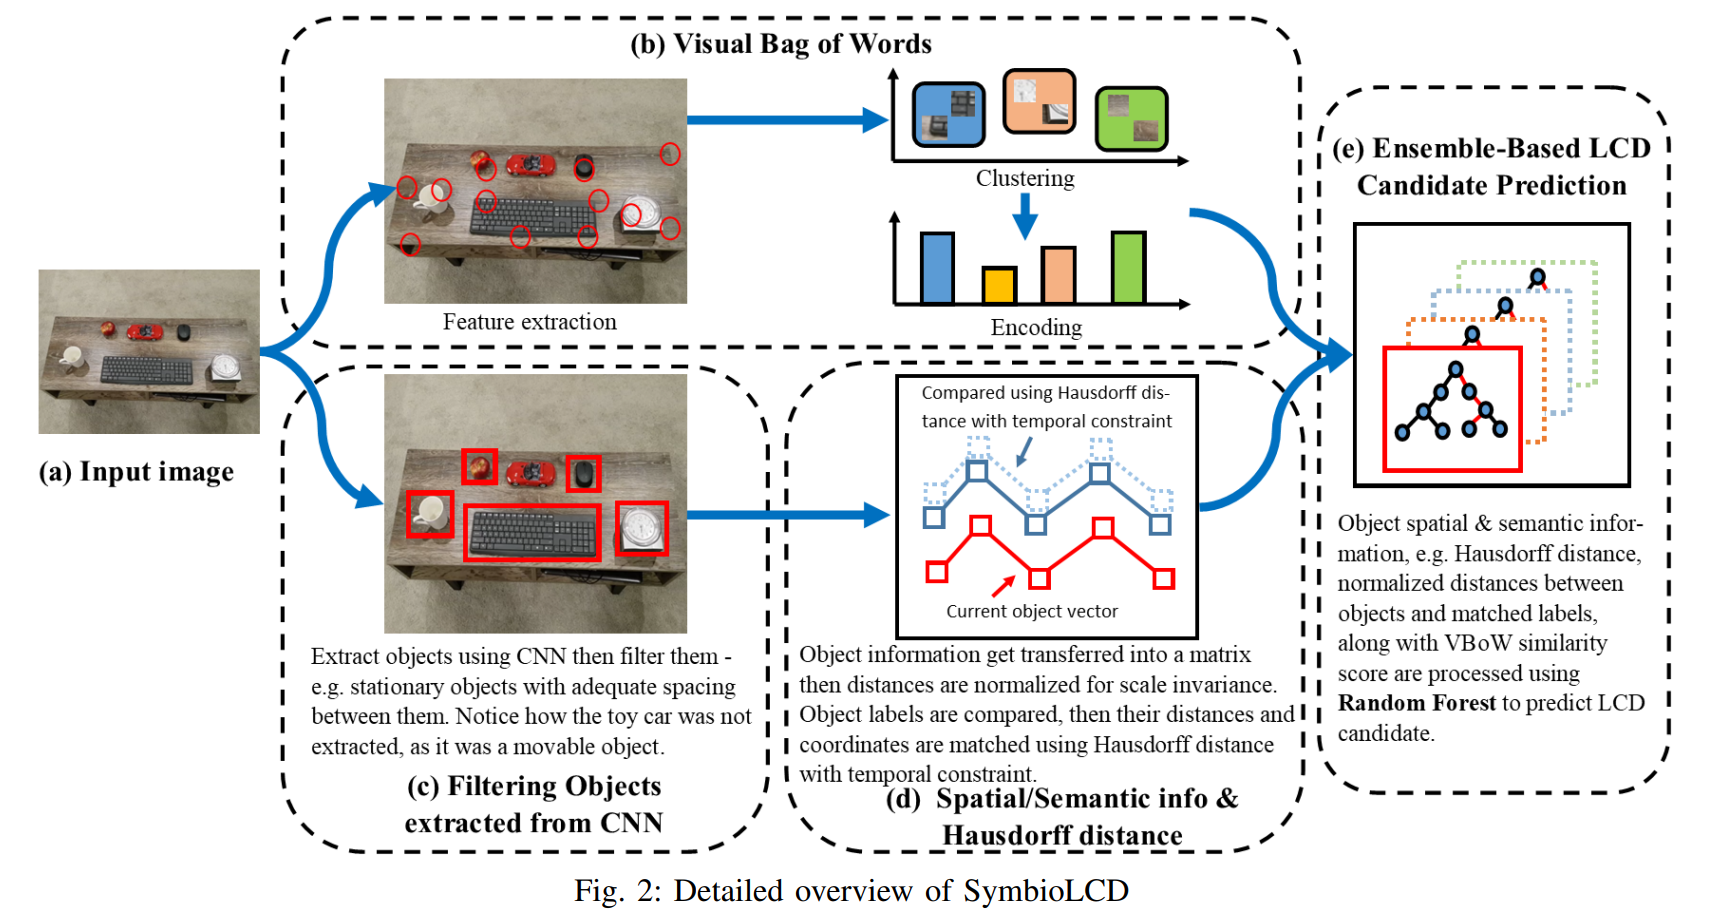 (b) Visual Bag of Words
Clustering
Feature extraction
Encoding
(a) Input image
Extract objects using CNN then filter them -
e.g. stationary objects with adequate spacing
between them. Notice how the toy car was not
extracted, as it was a movable object.
(c) Filtering Objects
extracted from CNN
Compared using Hausdorff dis-
tance with temporal constraint
Current object vector
Object information get transferred into a matrix
then distances are normalized for scale invariance.
Object labels are compared, then their distances and
coordinates are matched using Hausdorff distance
with temporal constraint.
(d) Spatial/Semantic info &
Hausdorff distance
(e) Ensemble-Based LCD
Candidate Prediction
Object spatial & semantic infor-
mation, e.g. Hausdorff distance,
normalized distances between
objects and matched labels,
along with VBoW similarity
score are processed using
Random Forest to predict LCD
candidate.
Fig. 2: Detailed overview of SymbioLCD